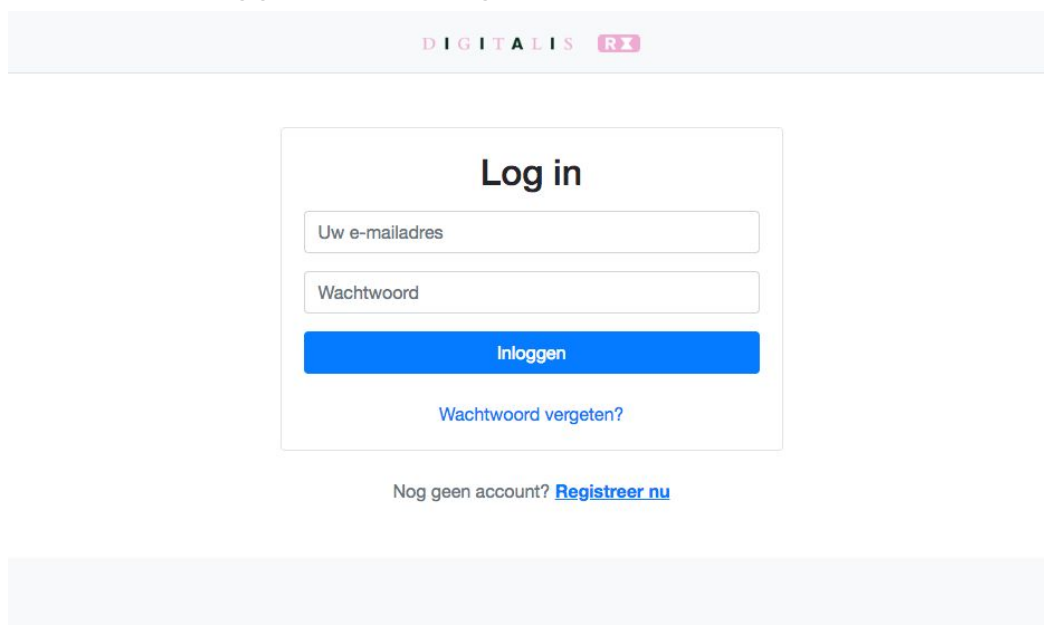 DIGITALIS RX
Log in
Uw e-mailadres
Wachtwoord
Inloggen
Wachtwoord vergeten?
Nog geen account? Registreer nu